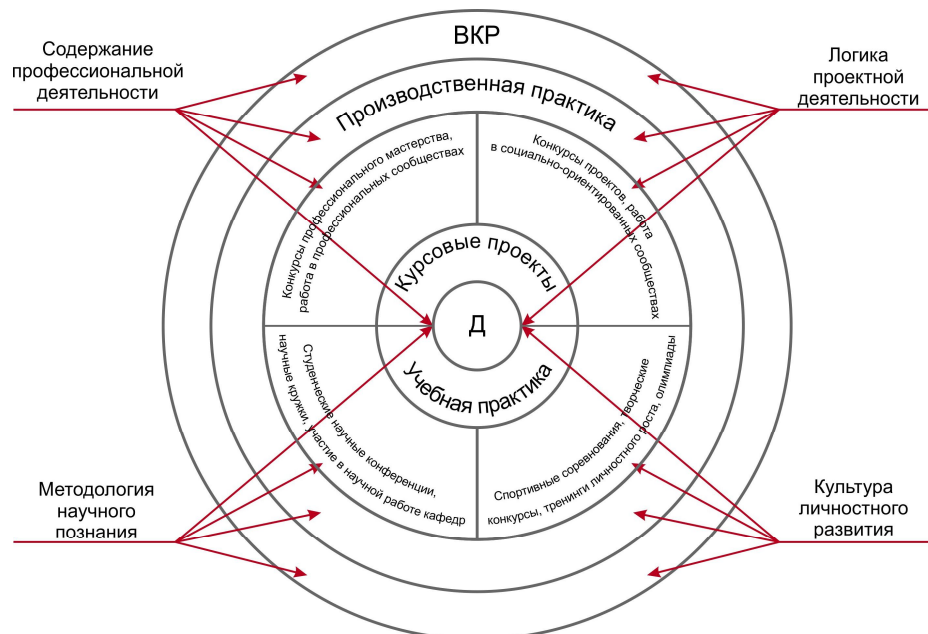 ВКР
Содержание
профессиональной
деятельности
Логика
проектной
деятельности
Производственная практика
Конкурсы профессионального мастерства,
работа в профессиональных сообществах
Конкурсы проектов, работа
в социально-ориентированных сообществах
Курсовые проекты
Д
Учебная практика
Студенческие научные конференции,
научные кружки, участие в научной работе кафедр
Спортивные соревнования, творческие
конкурсы, тренинги личностного роста, олимпиады
Методология
научного
познания
Культура
личностного
развития